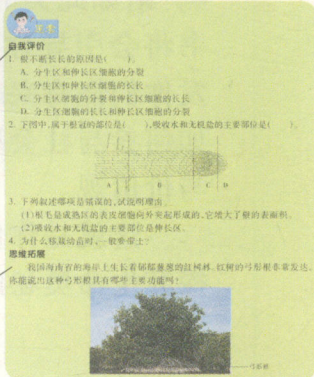 自我评价
1. 根不断长长的原因是(　　)。
A. 分生区和伸长区细胞的分裂
B. 分生区和伸长区细胞的长长
C. 分生区细胞的分裂和伸长区细胞的长长
D. 分生区细胞的长长和伸长区细胞的分裂
2. 下图中,属于根冠的部位是(　　),吸收水和无机盐的主要部位是(　　)。
A B C D
3. 下列叙述哪项是错误的,试说明理由。
(1)根毛是成熟区的表皮细胞向外突起形成的,它增大了根的表面积。
(2)吸收水和无机盐的主要部位是伸长区。
4. 为什么移栽幼苗时,一般要带土?
思维拓展
我国海南省的海岸上生长着郁郁葱葱的红树林,红树的弓形根非常发达。
你能说出这种弓形根具有哪些主要功能吗?
弓形根